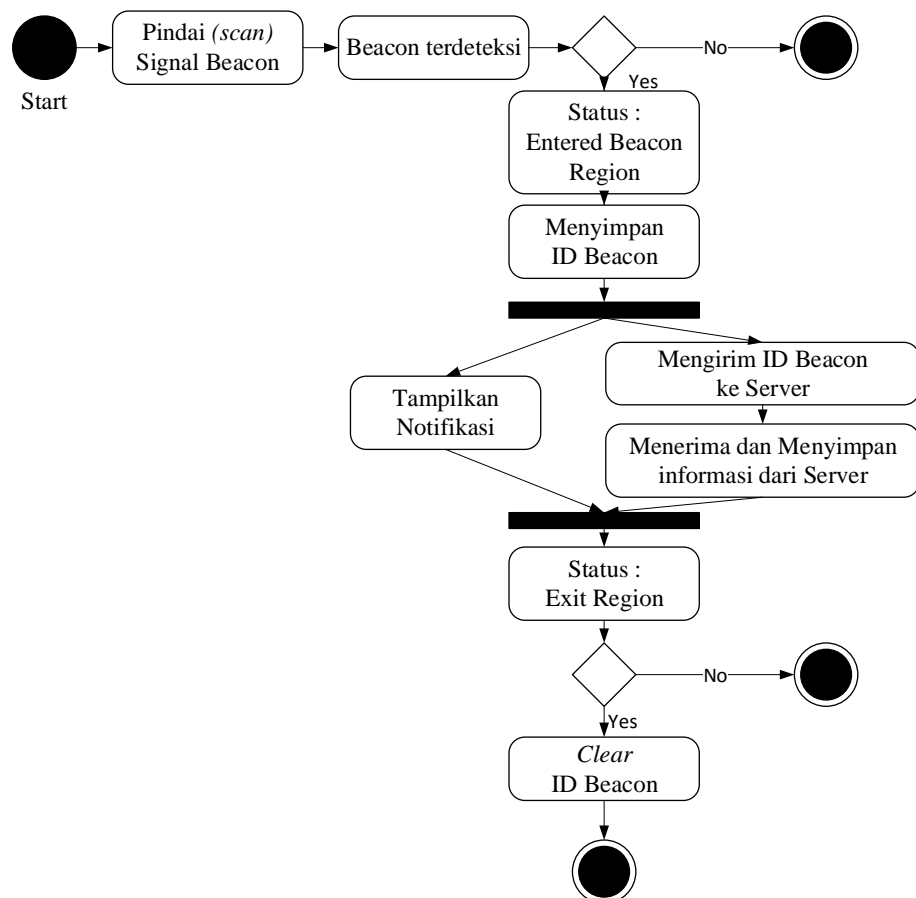 Start
Pindai (scan)
Signal Beacon
Beacon terdeteksi
No
Yes
Status :
Entered Beacon
Region
Menyimpan
ID Beacon
Tampilkan
Notifikasi
Mengirim ID Beacon
ke Server
Menerima dan Menyimpan
informasi dari Server
Status :
Exit Region
No
Yes
Clear
ID Beacon